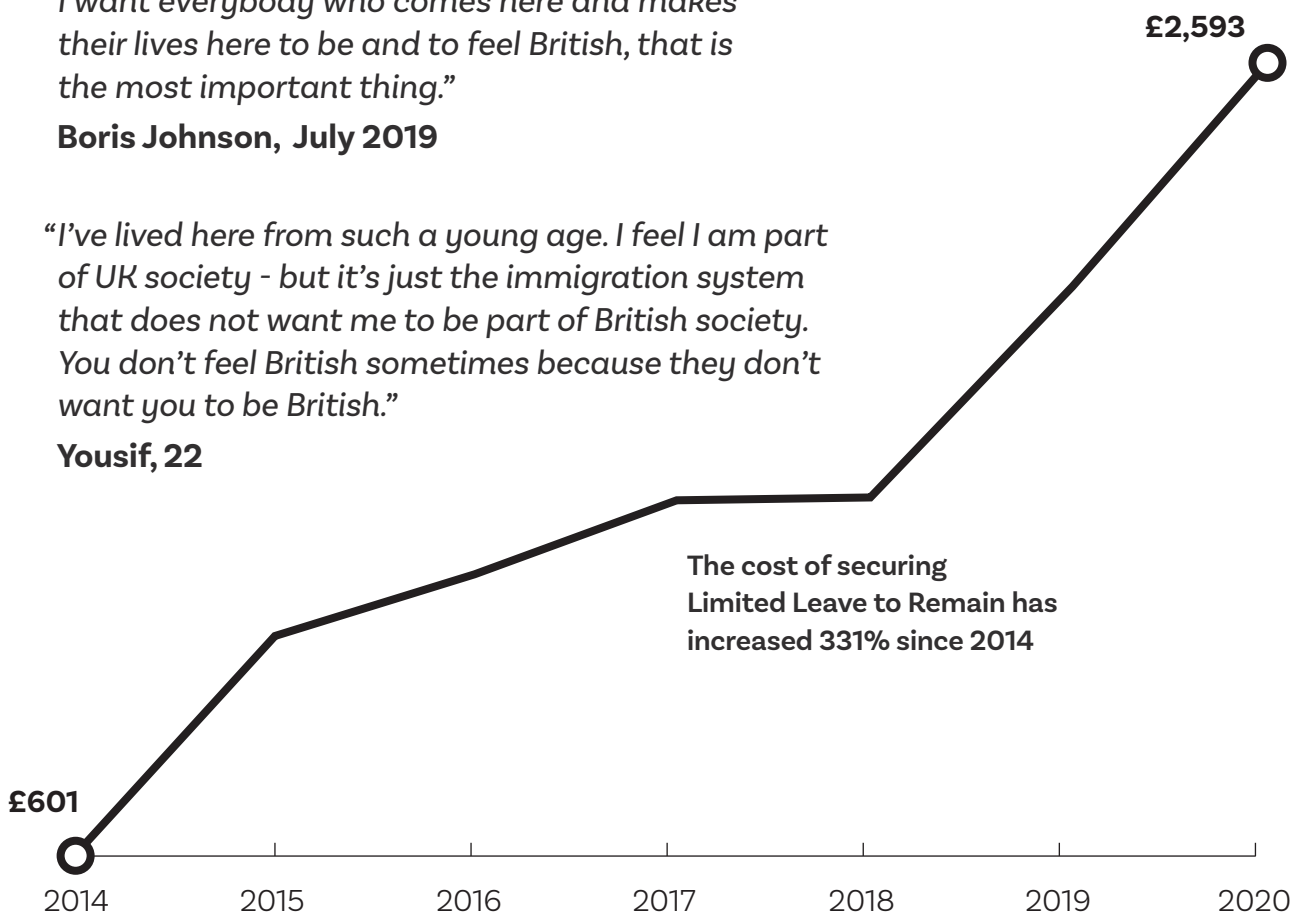 I want everybody who comes here and makes
their lives here to be and to feel British, that is
the most important thing.”
Boris Johnson, July 2019
£2,593
“I’ve lived here from such a young age. I feel I am part
of UK society - but it’s just the immigration system
that does not want me to be part of British society.
You don’t feel British sometimes because they don’t
want you to be British.”
Yousif, 22
The cost of securing
Limited Leave to Remain has
increased 331% since 2014
£601
2014 2015 2016 2017 2018 2019 2020